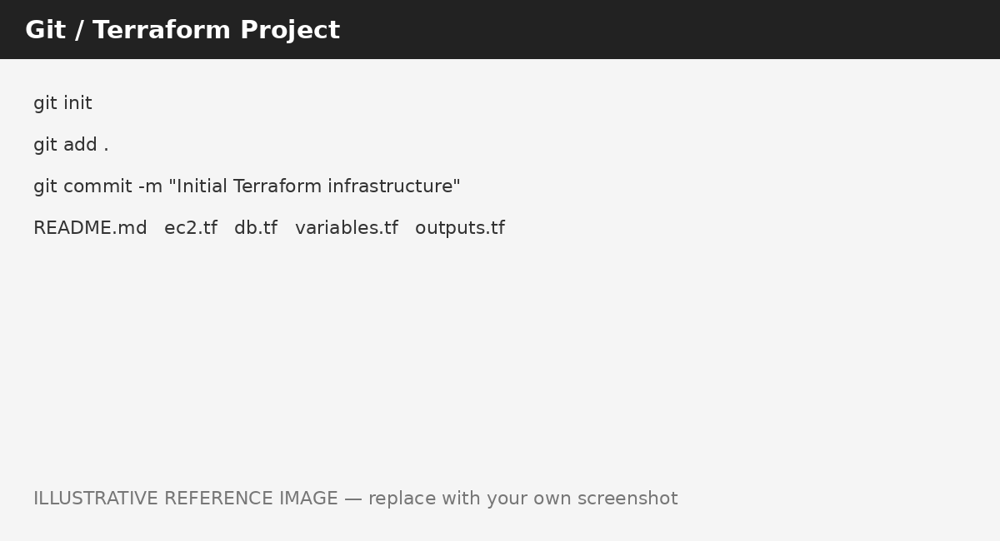 Git / Terraform Project
git init
git add .
git commit -m "Initial Terraform infrastructure"
README.md   ec2.tf   db.tf   variables.tf   outputs.tf
ILLUSTRATIVE REFERENCE IMAGE — replace with your own screenshot